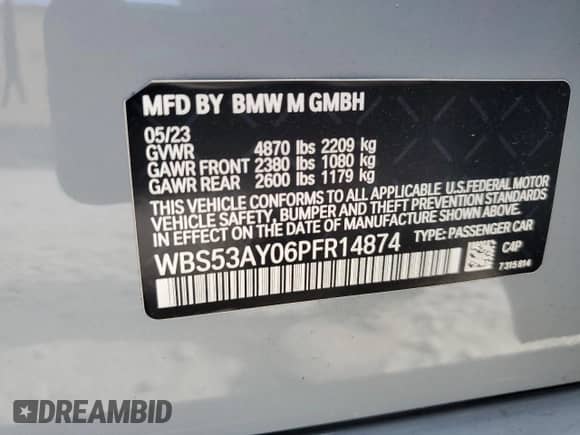 MFD BY BMW M GMBH
05/23
GVWR 4870 lbs 2209 kg
GAWR FRONT 2380 lbs 1080 kg
GAWR REAR 2600 lbs 1179 kg
THIS VEHICLE CONFORMS TO ALL APPLICABLE U.S.FEDERAL MOTOR
VEHICLE SAFETY, BUMPER, AND THEFT PREVENTION STANDARDS
IN EFFECT ON THE DATE OF MANUFACTURE SHOWN ABOVE.
WBS53AY06PFR14874 TYPE: PASSENGER CAR
C4P
7315814
DREAMBID